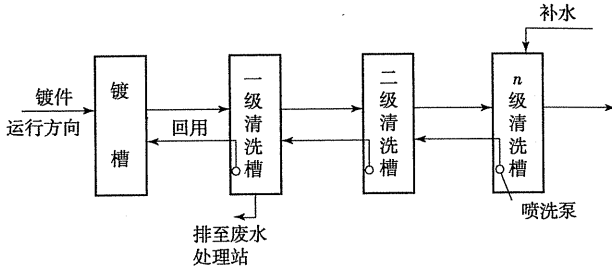 补水
镀件
运行方向
镀槽
回用
一级清洗槽
二级清洗槽
n级清洗槽
喷洗泵
排至废水
处理站